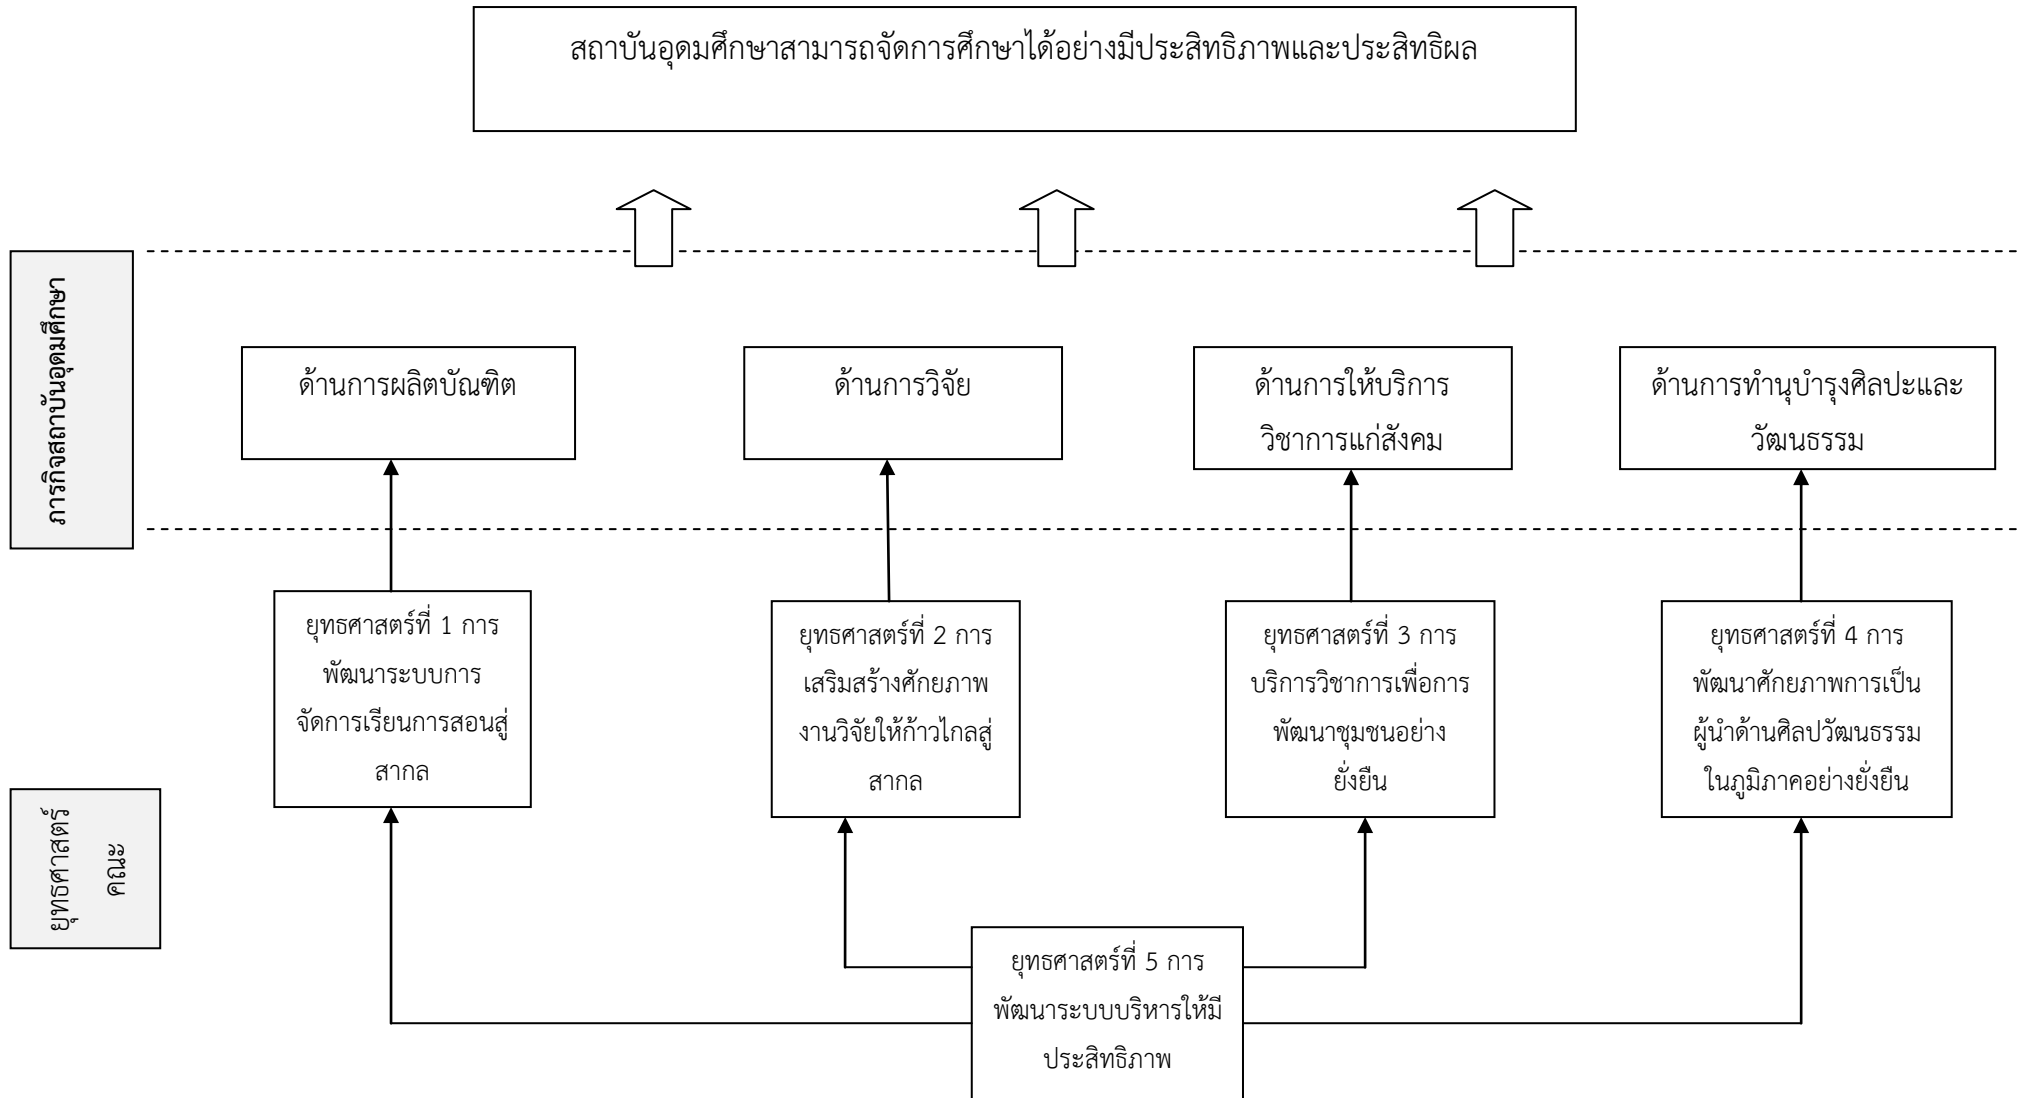 สถาบันอุดมศึกษาสามารถจัดการศึกษาได้อย่างมีประสิทธิภาพและประสิทธิผล
ภารกิจสถาบันอุดมศึกษา
ด้านการผลิตบัณฑิต
ด้านการวิจัย
ด้านการให้บริการ
วิชาการแก่สังคม
ด้านการทำนุบำรุงศิลปะและ
วัฒนธรรม
ยุทธศาสตร์ที่ 1 การ
พัฒนาระบบการ
จัดการเรียนการสอนสู่
สากล
ยุทธศาสตร์ที่ 2 การ
เสริมสร้างศักยภาพ
งานวิจัยให้ก้าวไกลสู่
สากล
ยุทธศาสตร์ที่ 3 การ
บริการวิชาการเพื่อการ
พัฒนาชุมชนอย่าง
ยั่งยืน
ยุทธศาสตร์ที่ 4 การ
พัฒนาศักยภาพการเป็น
ผู้นำด้านศิลปวัฒนธรรม
ในภูมิภาคอย่างยั่งยืน
ยุทธศาสตร์
คณะ
ยุทธศาสตร์ที่ 5 การ
พัฒนาระบบบริหารให้มี
ประสิทธิภาพ